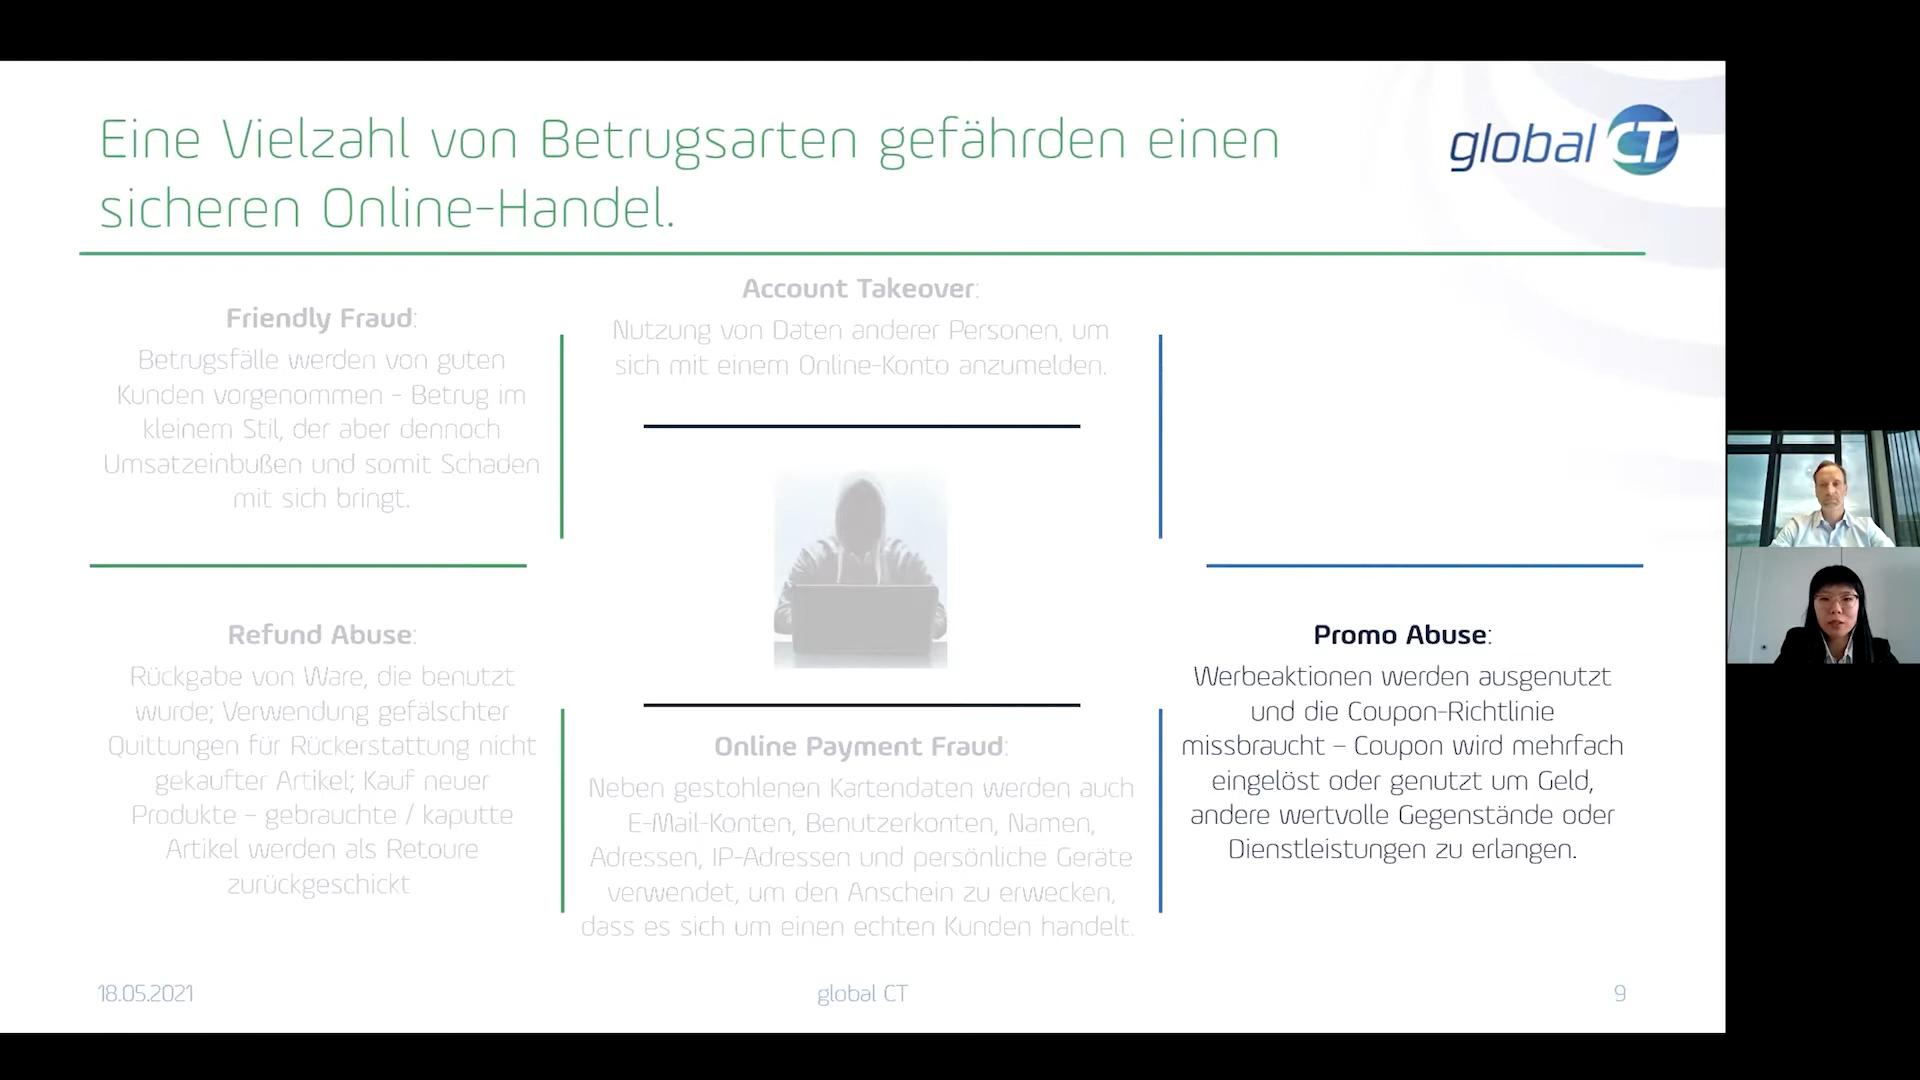 Eine Vielzahl von Betrugsarten gefährden einen
sicheren Online-Handel.
global CT
Friendly Fraud:
Betrugsfälle werden von guten
Kunden vorgenommen - Betrug im
kleinem Stil, der aber dennoch
Umsatzeinbußen und somit Schaden
mit sich bringt.
Account Takeover:
Nutzung von Daten anderer Personen, um
sich mit einem Online-Konto anzumelden.
Refund Abuse:
Rückgabe von Ware, die benutzt
wurde; Verwendung gefälschter
Quittungen für Rückerstattung nicht
gekaufter Artikel; Kauf neuer
Produkte – gebrauchte / kaputte
Artikel werden als Retoure
zurückgeschickt
Online Payment Fraud:
Neben gestohlenen Kartendaten werden auch
E-Mail-Konten, Benutzerkonten, Namen,
Adressen, IP-Adressen und persönliche Geräte
verwendet, um den Anschein zu erwecken,
dass es sich um einen echten Kunden handelt.
Promo Abuse:
Werbeaktionen werden ausgenutzt
und die Coupon-Richtlinie
missbraucht – Coupon wird mehrfach
eingelöst oder genutzt um Geld,
andere wertvolle Gegenstände oder
Dienstleistungen zu erlangen.
18.05.2021
global CT
9